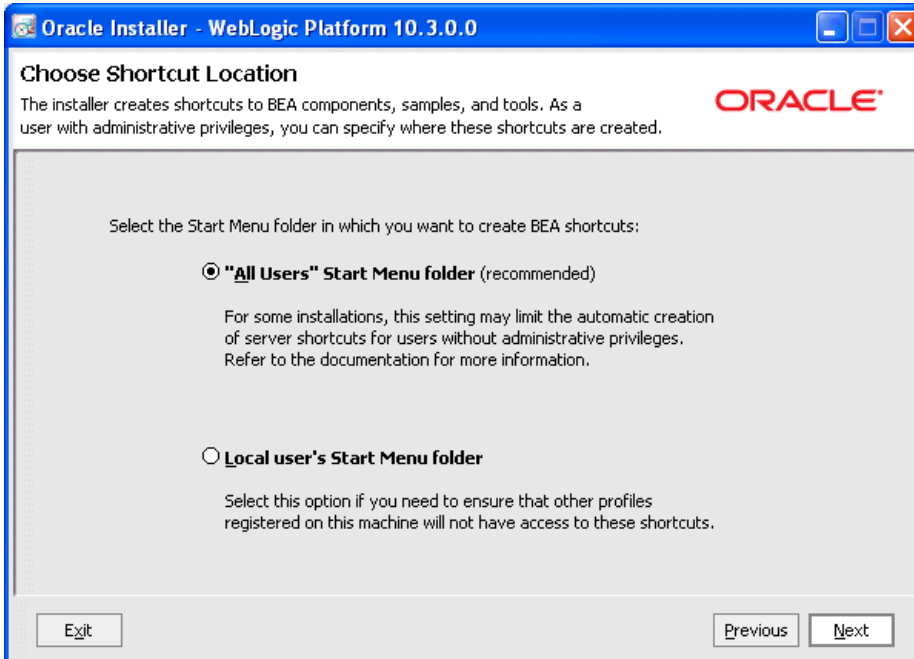 Oracle Installer - WebLogic Platform 10.3.0.0
Choose Shortcut Location
The installer creates shortcuts to BEA components, samples, and tools. As a
user with administrative privileges, you can specify where these shortcuts are created.
ORACLE
Select the Start Menu folder in which you want to create BEA shortcuts:
"All Users" Start Menu folder (recommended)
For some installations, this setting may limit the automatic creation
of server shortcuts for users without administrative privileges.
Refer to the documentation for more information.
Local user's Start Menu folder
Select this option if you need to ensure that other profiles
registered on this machine will not have access to these shortcuts.
Exit
Previous
Next